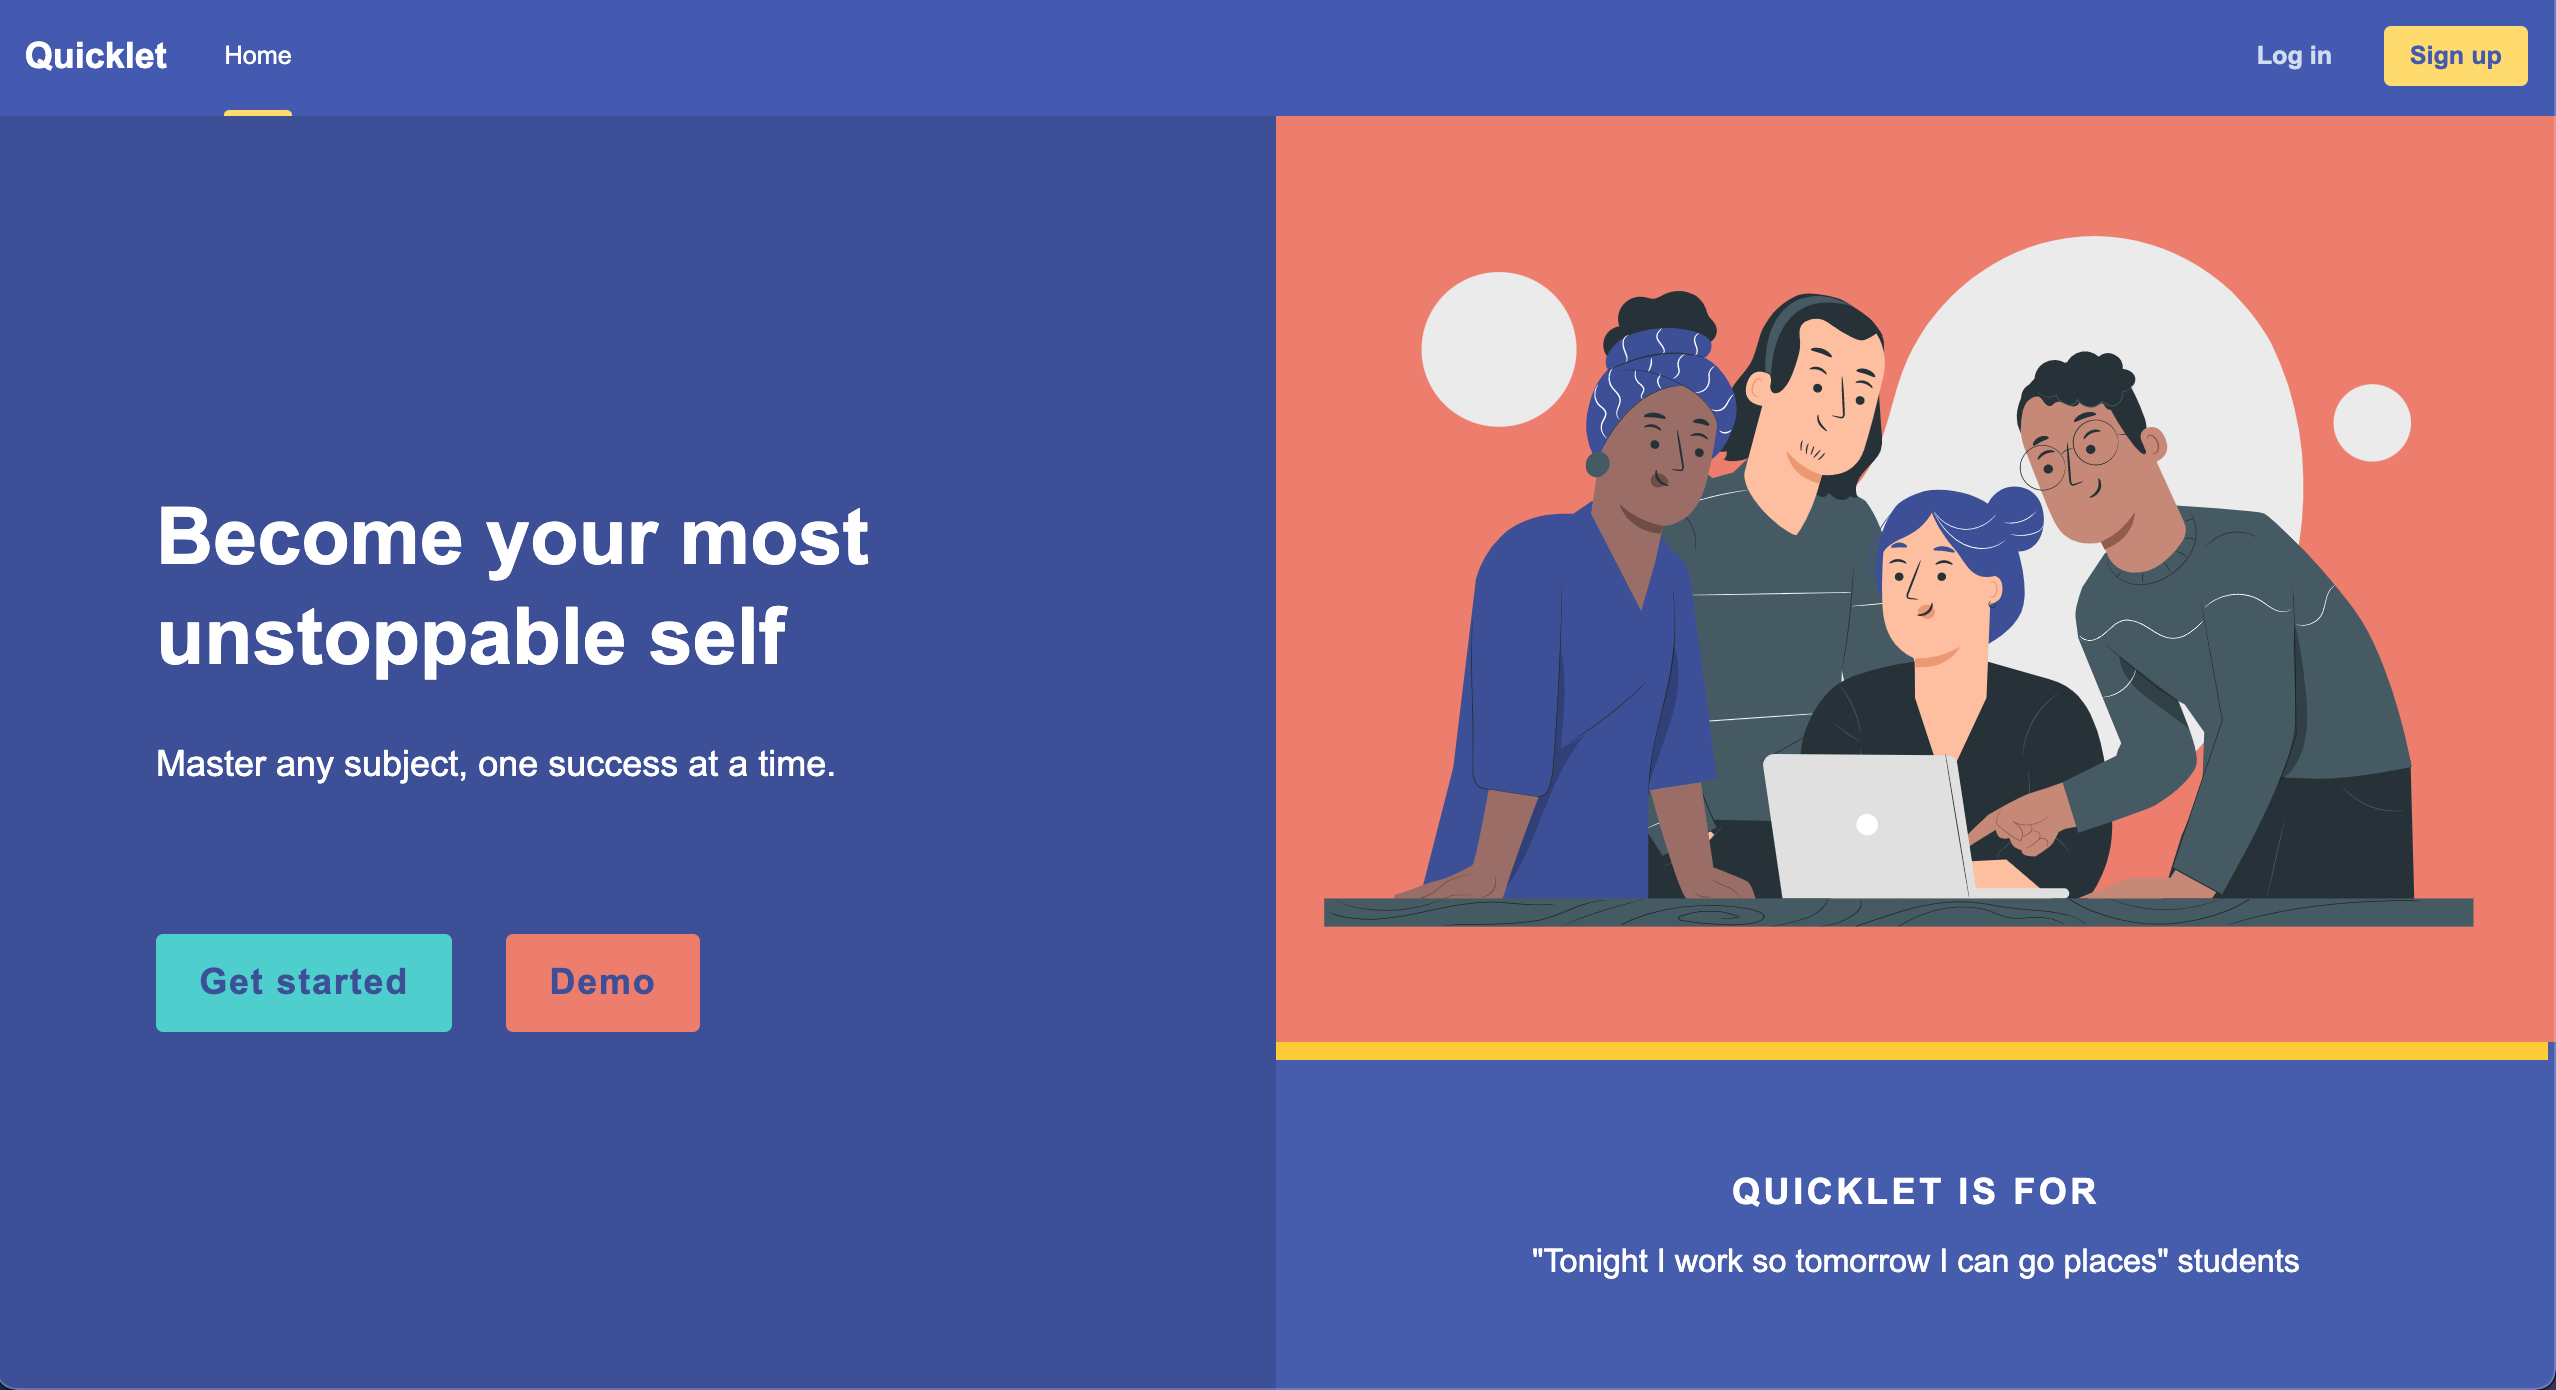 Quicklet
Home
Log in
Sign up
Become your most
unstoppable self
Master any subject, one success at a time.
Get started
Demo
QUICKLET IS FOR
"Tonight I work so tomorrow I can go places" students